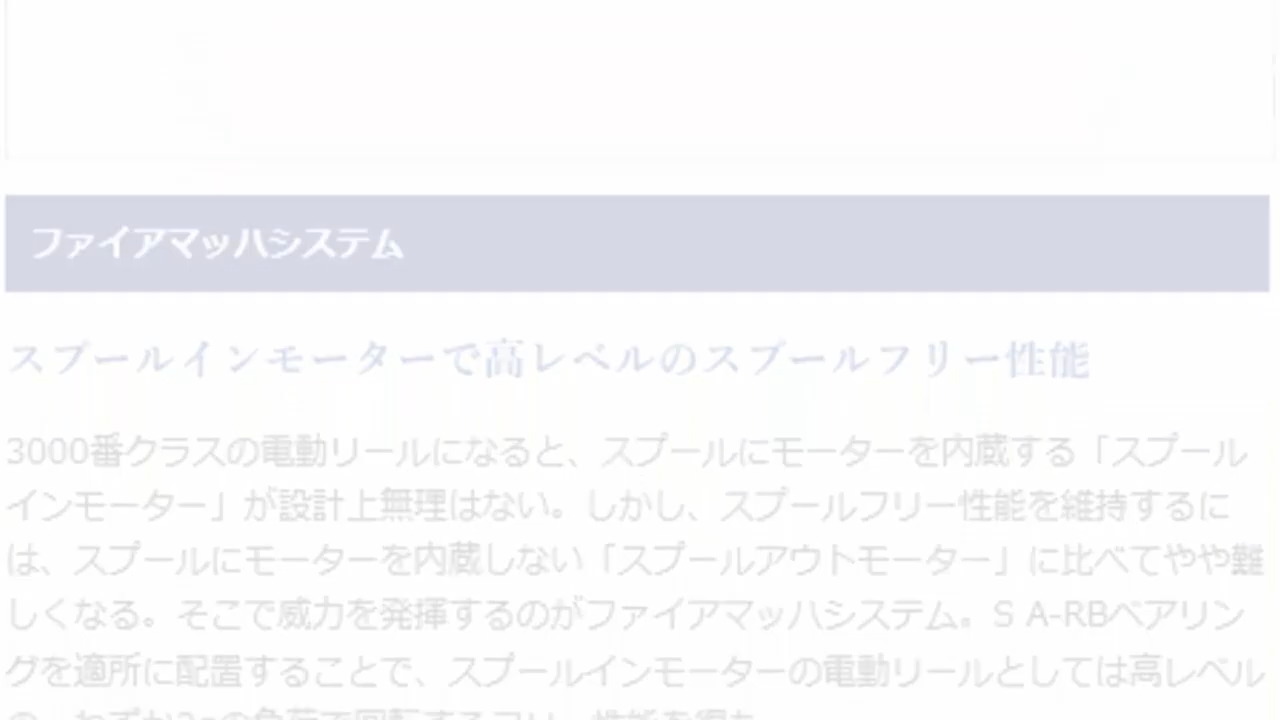 ファイアマッハシステム
スプールインモーターで高レベルのスプールフリー性能
3000番クラスの電動リールになると、スプールにモーターを内蔵する「スプール
インモーター」が設計上無理はない。しかし、スプールフリー性能を維持するに
は、スプールにモーターを内蔵しない「スプールアウトモーター」に比べてやや難
しくなる。そこで威力を発揮するのがファイアマッハシステム。S A-RBベアリン
グを適所に配置することで、スプールインモーターの電動リールとしては高レベル